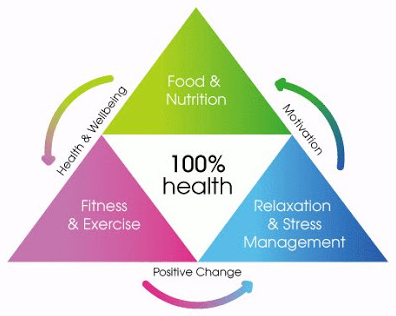 Food &
Nutrition
Health & Wellbeing
Motivation
100%
health
Fitness
& Exercise
Relaxation
& Stress
Management
Positive Change